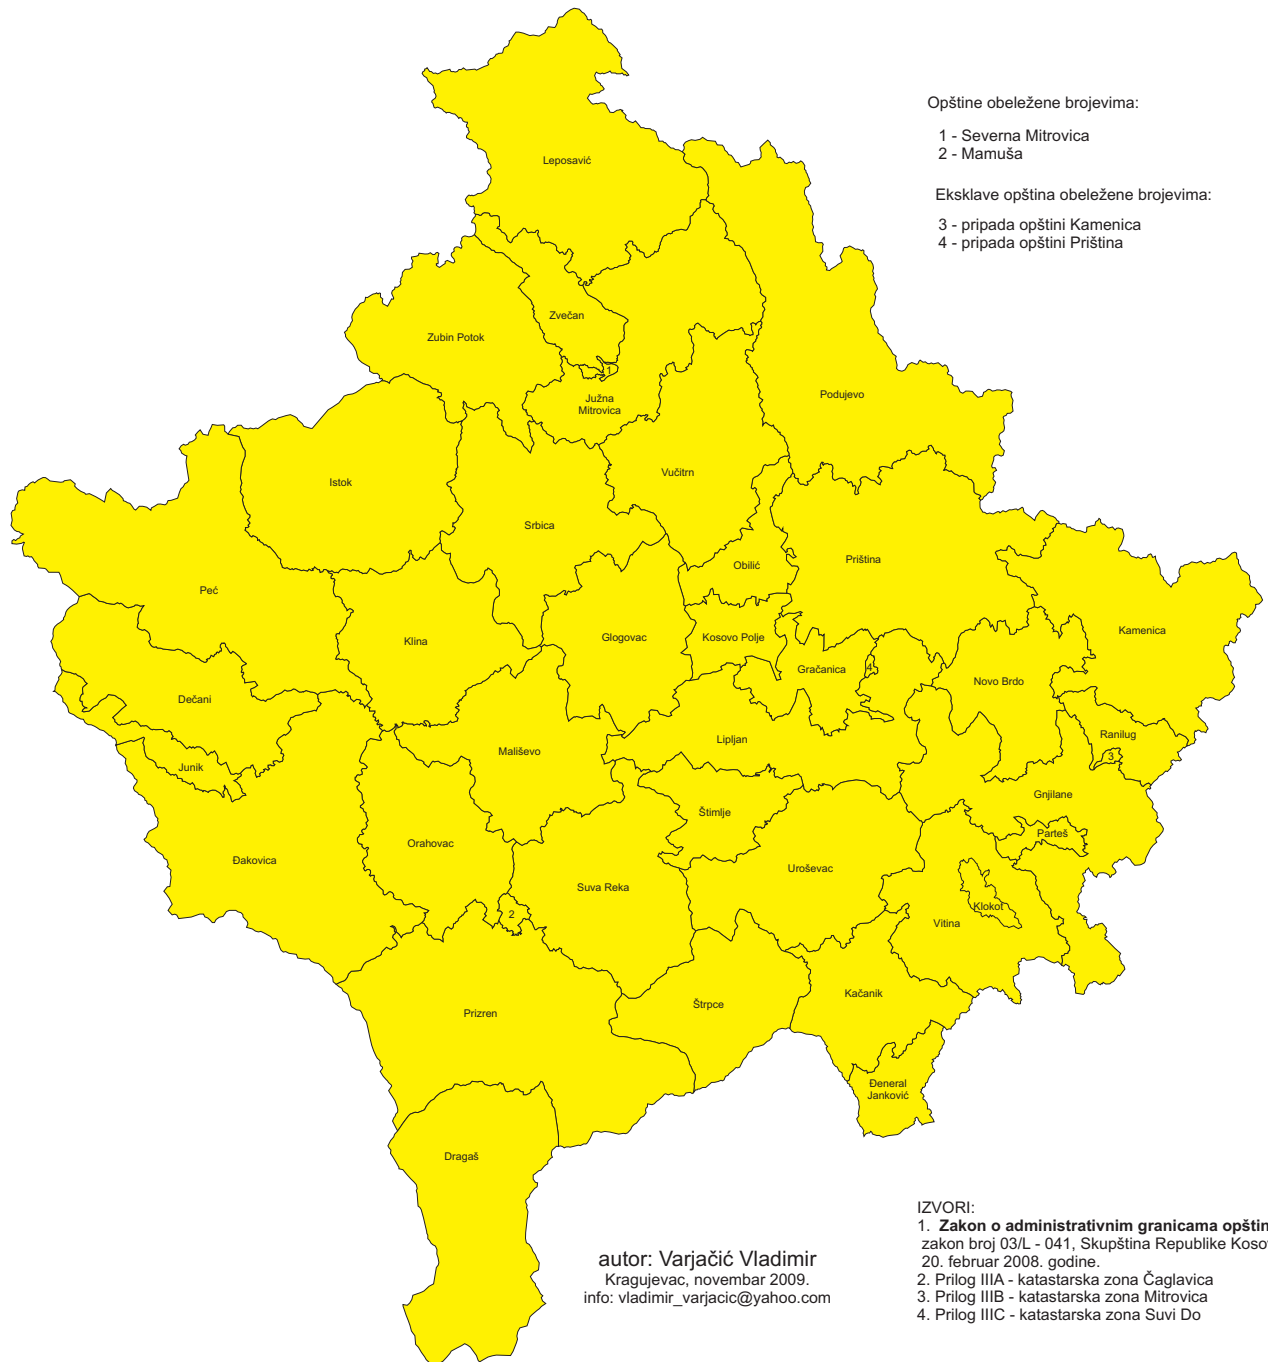 Opštine obeležene brojevima:
1 - Severna Mitrovica
2 - Mamuša
Eksklave opština obeležene brojevima:
3 - pripada opštini Kamenica
4 - pripada opštini Priština
Leposavić
Zvečan
Zubin Potok
1
Južna
Mitrovica
Podujevo
Istok
Vučitrn
Srbica
Obilić
Priština
Peć
Klina
Glogovac
Kosovo Polje
Kamenica
Gračanica
4
Novo Brdo
Dečani
Mališevo
Lipljan
Ranilug
3
Junik
Štimlje
Gnjilane
Parteš
Đakovica
Orahovac
Uroševac
Suva Reka
2
Klokot
Vitina
Prizren
Štrpce
Kačanik
Đeneral
Janković
Dragaš
autor: Varjačić Vladimir
Kragujevac, novembar 2009.
info: vladimir_varjacic@yahoo.com
IZVORI:
1. Zakon o administrativnim granicama opštin
zakon broj 03/L - 041, Skupština Republike Kosov
20. februar 2008. godine.
2. Prilog IIIA - katastarska zona Čaglavica
3. Prilog IIIB - katastarska zona Mitrovica
4. Prilog IIIC - katastarska zona Suvi Do